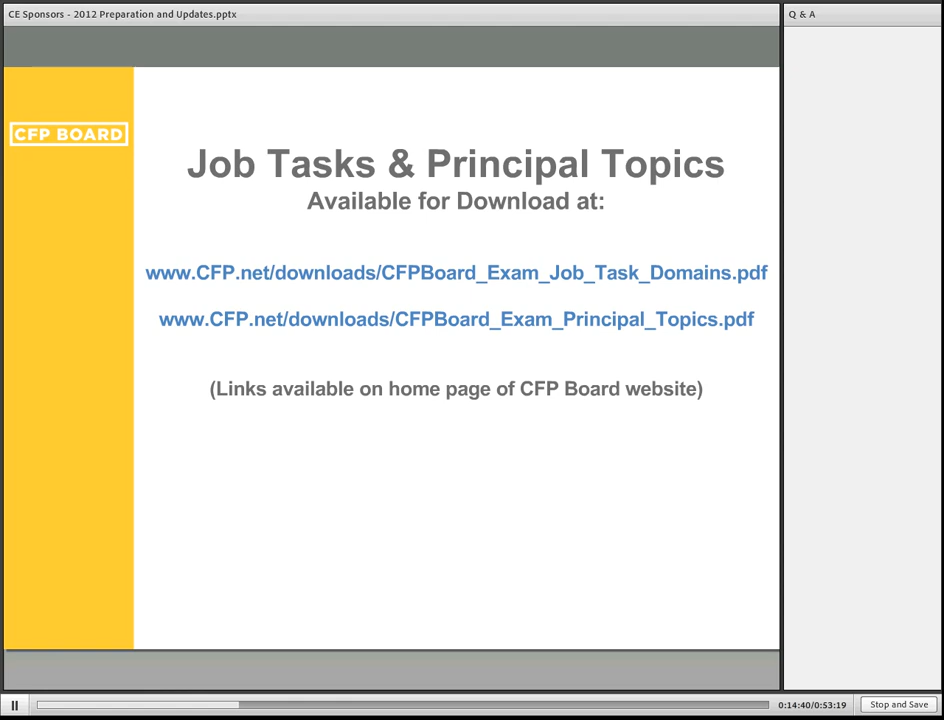 CE Sponsors - 2012 Preparation and Updates.pptx
Q & A
CFP BOARD
Job Tasks & Principal Topics
Available for Download at:
www.CFP.net/downloads/CFPBoard_Exam_Job_Task_Domains.pdf
www.CFP.net/downloads/CFPBoard_Exam_Principal_Topics.pdf
(Links available on home page of CFP Board website)
0:14:40/0:53:19
Stop and Save